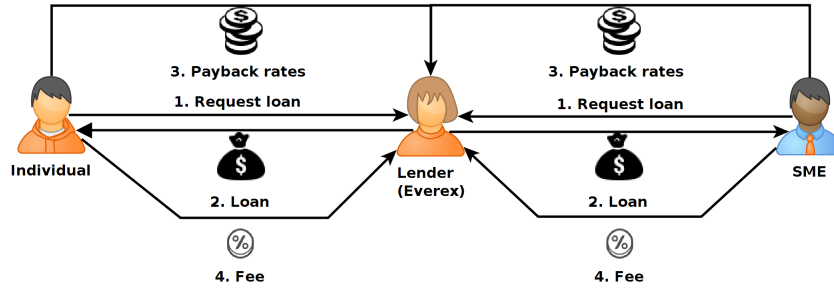 3. Payback rates
3. Payback rates
1. Request loan
1. Request loan
$
$
Individual
Lender
(Everex)
SME
2. Loan
2. Loan
%
%
4. Fee
4. Fee